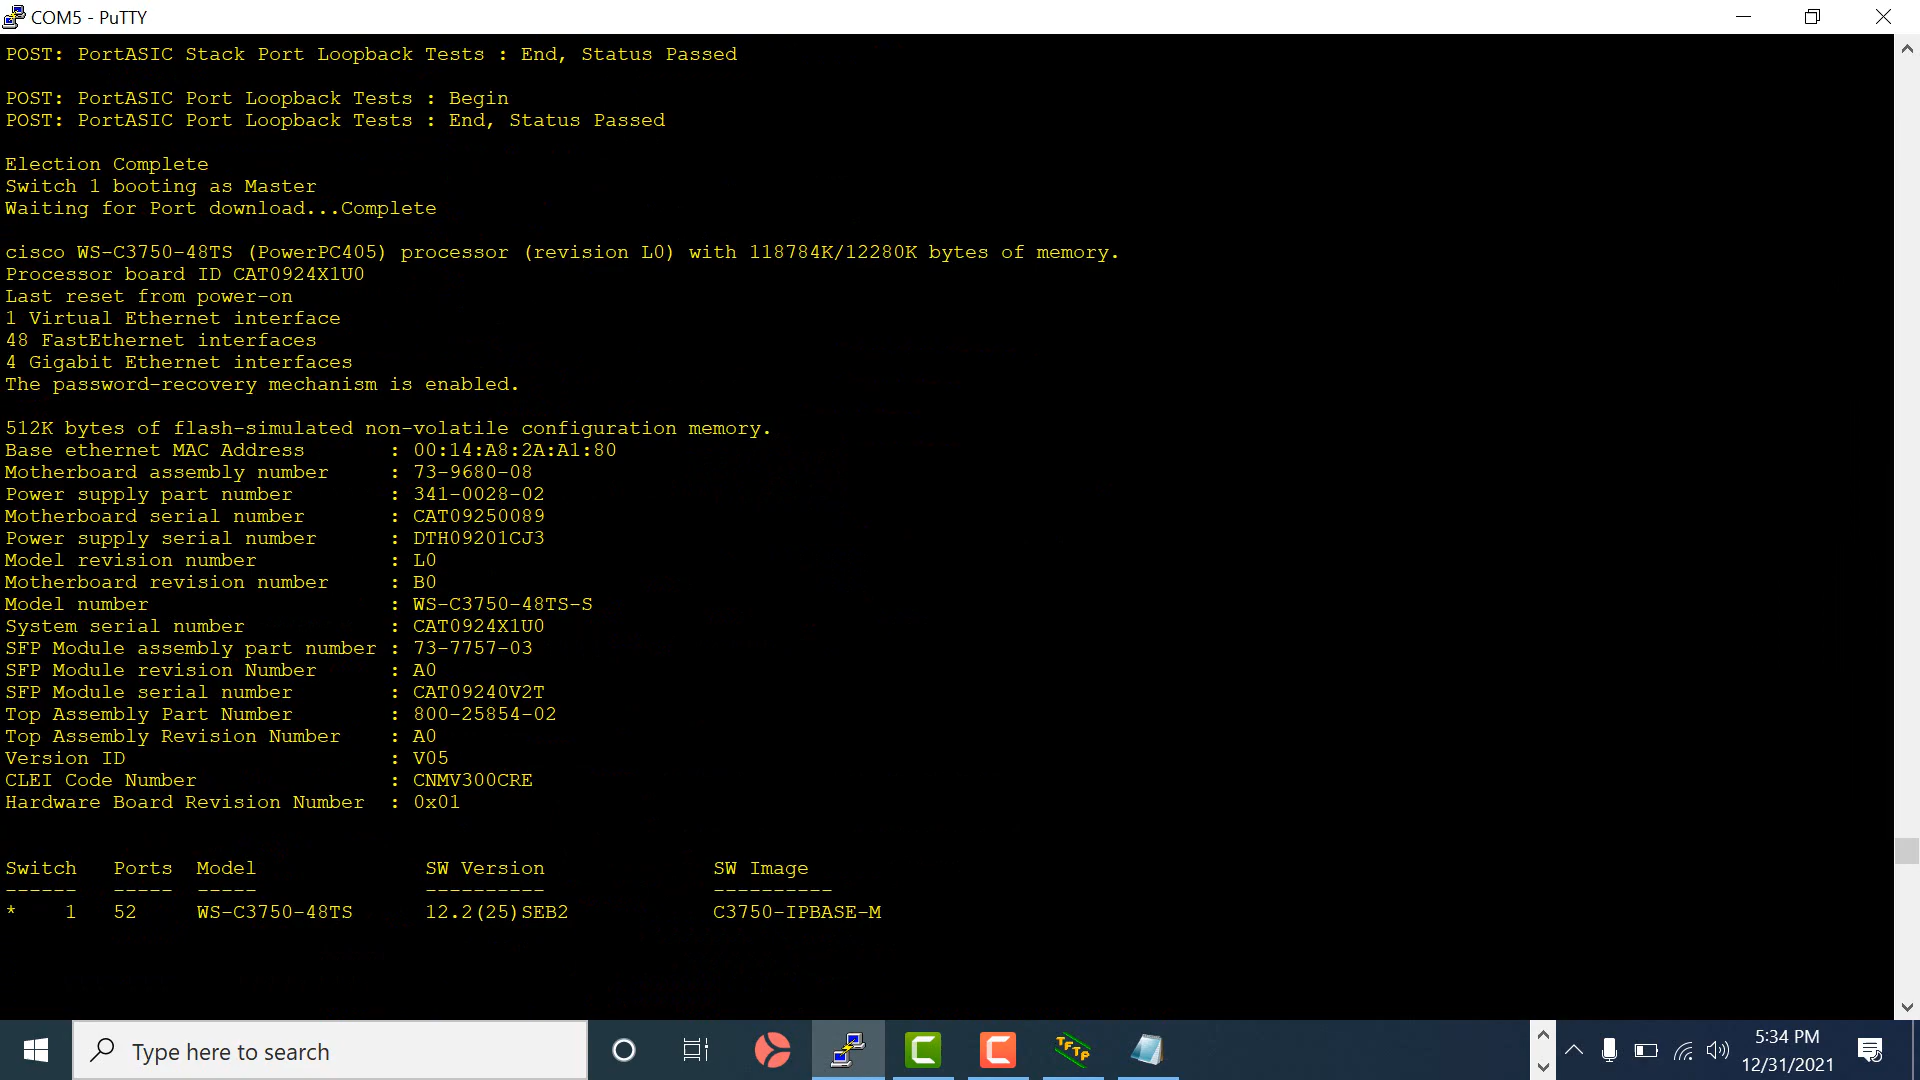 COM5 - PuTTY
POST: PortASIC Stack Port Loopback Tests : End, Status Passed
POST: PortASIC Port Loopback Tests : Begin
POST: PortASIC Port Loopback Tests : End, Status Passed
Election Complete
Switch 1 booting as Master
Waiting for Port download...Complete
cisco WS-C3750-48TS (PowerPC405) processor (revision L0) with 118784K/12280K bytes of memory.
Processor board ID CAT0924X1U0
Last reset from power-on
1 Virtual Ethernet interface
48 FastEthernet interfaces
4 Gigabit Ethernet interfaces
The password-recovery mechanism is enabled.
512K bytes of flash-simulated non-volatile configuration memory.
Base ethernet MAC Address       : 00:14:A8:2A:A1:80
Motherboard assembly number     : 73-9680-08
Power supply part number        : 341-0028-02
Motherboard serial number       : CAT09250089
Power supply serial number      : DTH09201CJ3
Model revision number           : L0
Motherboard revision number     : B0
Model number                    : WS-C3750-48TS-S
System serial number            : CAT0924X1U0
SFP Module assembly part number : 73-7757-03
SFP Module revision Number      : A0
SFP Module serial number        : CAT09240V2T
Top Assembly Part Number        : 800-25854-02
Top Assembly Revision Number    : A0
Version ID                      : V05
CLEI Code Number                : CNMV300CRE
Hardware Board Revision Number  : 0x01
Switch   Ports  Model              SW Version              SW Image
------   -----  -----              ----------              ----------
*    1   52     WS-C3750-48TS      12.2(25)SEB2            C3750-IPBASE-M
Type here to search
TFTP
5:34 PM
12/31/2021